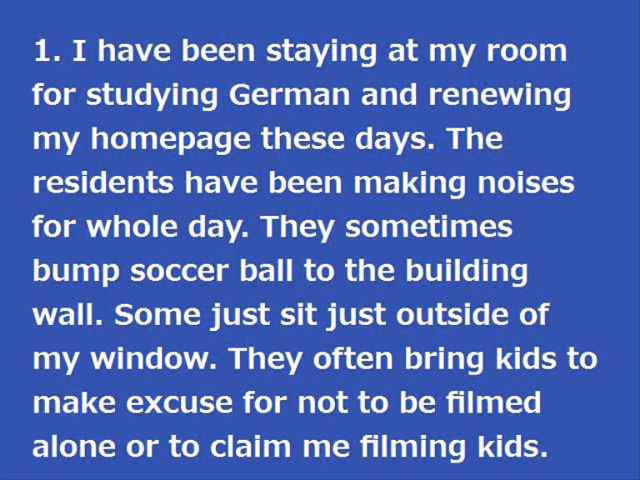 1. I have been staying at my room
for studying German and renewing
my homepage these days. The
residents have been making noises
for whole day. They sometimes
bump soccer ball to the building
wall. Some just sit just outside of
my window. They often bring kids to
make excuse for not to be filmed
alone or to claim me filming kids.